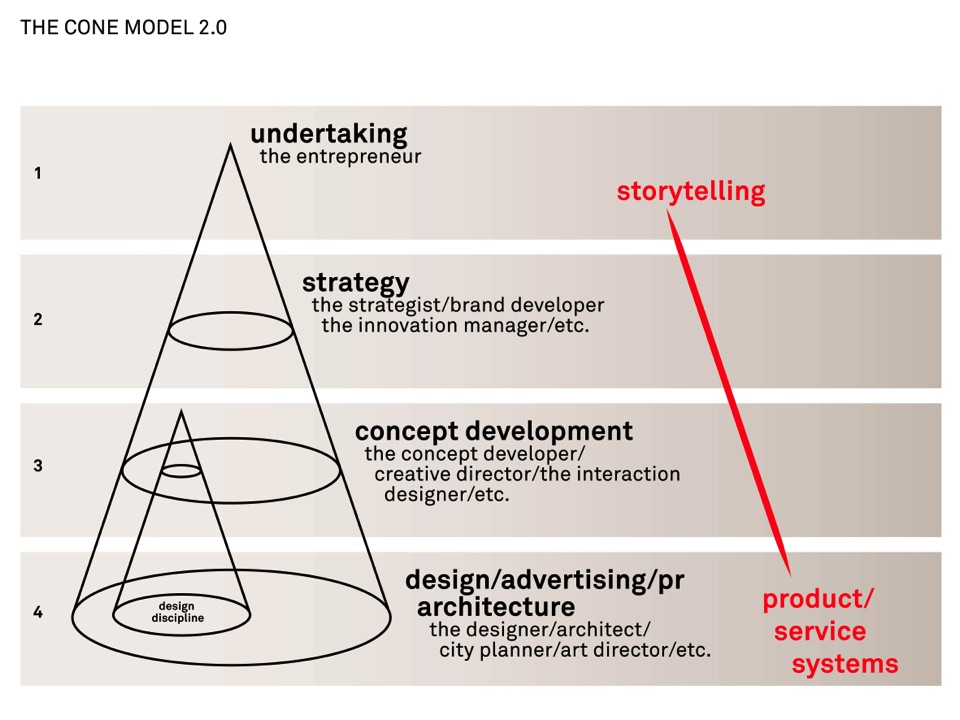 THE CONE MODEL 2.0
1
undertaking
the entrepreneur
storytelling
2
strategy
the strategist/brand developer
the innovation manager/etc.
3
concept development
the concept developer/
creative director/the interaction
designer/etc.
4
design
discipline
design/advertising/pr
architecture
the designer/architect/
city planner/art director/etc.
product/
service
systems